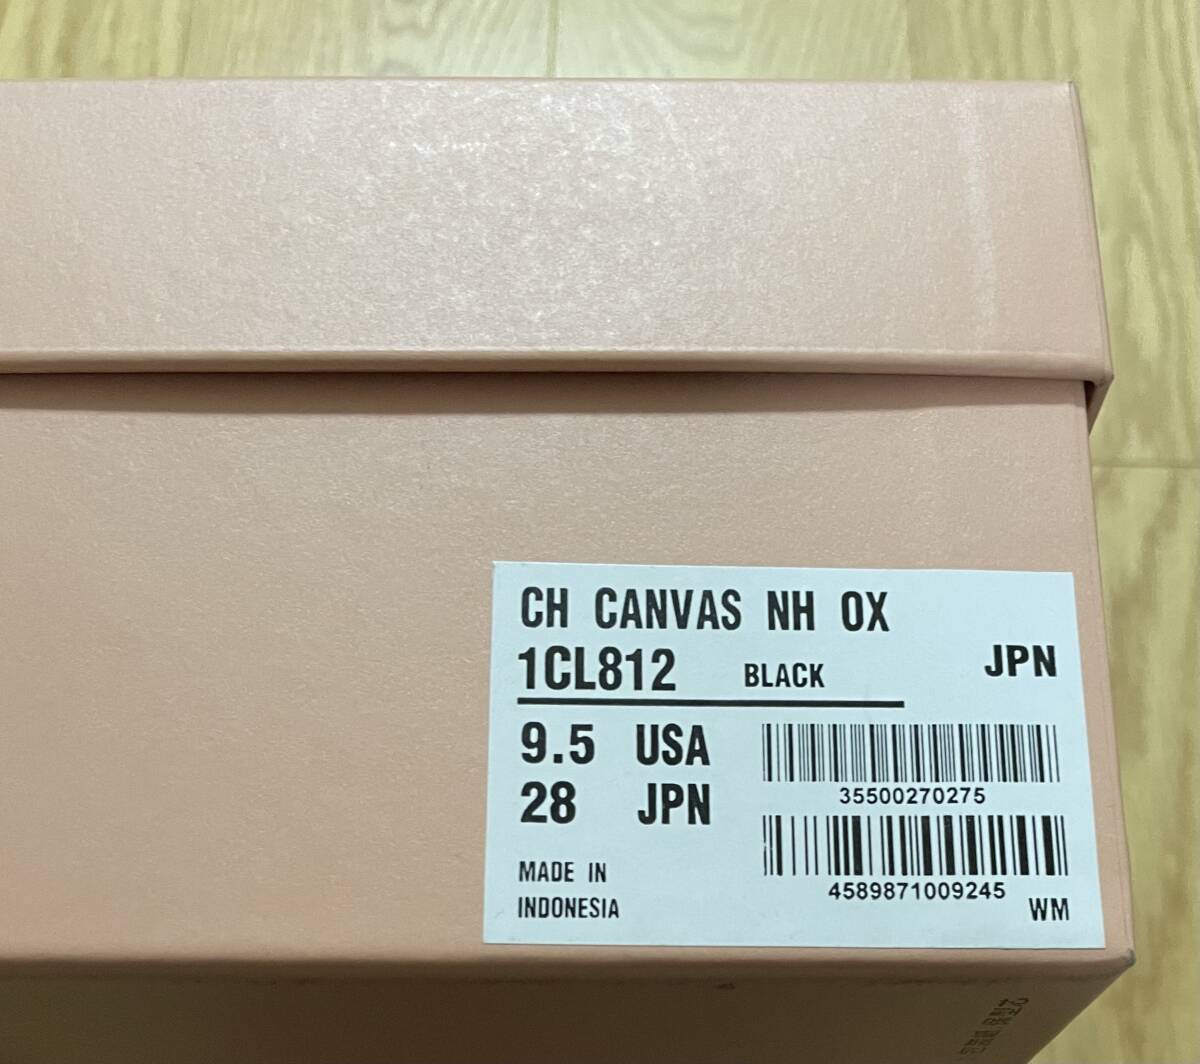 CH CANVAS NH OX
1CL812 BLACK JPN
9.5 USA
28 JPN
35500270275
4589871009245
MADE IN
INDONESIA
WM